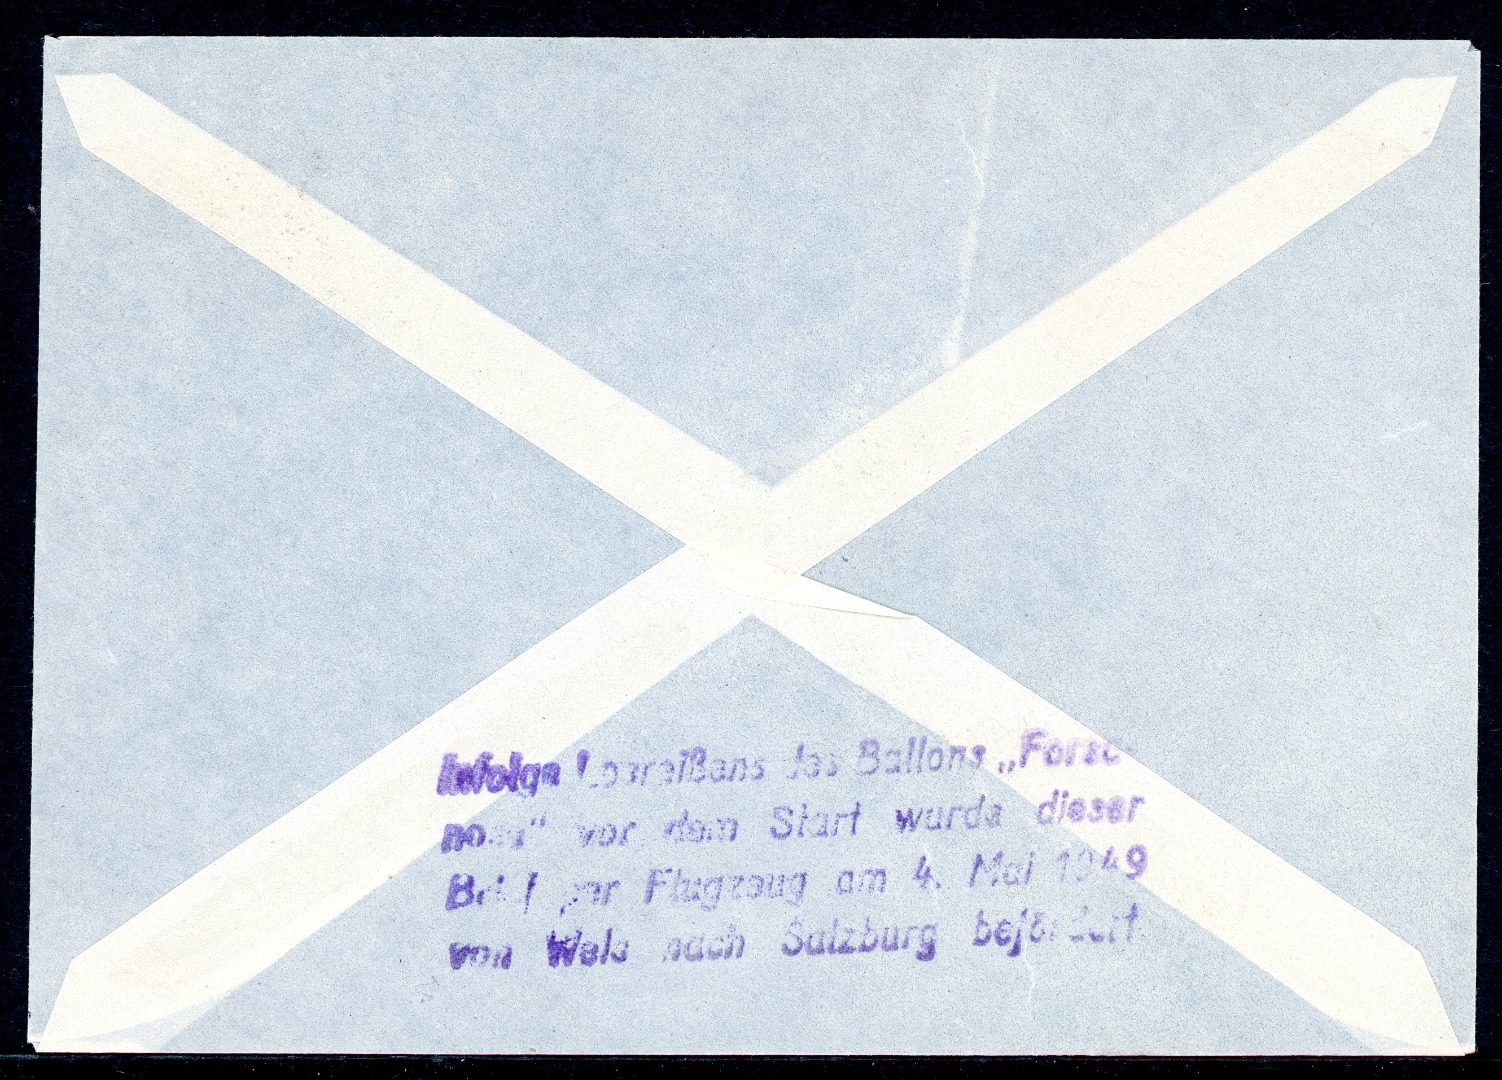 Infolge Losreißens des Ballons „Forsc
nom“ vor dem Start wurde dieser
Brief per Flugzeug am 4. Mai 1949
von Wels nach Salzburg befördert